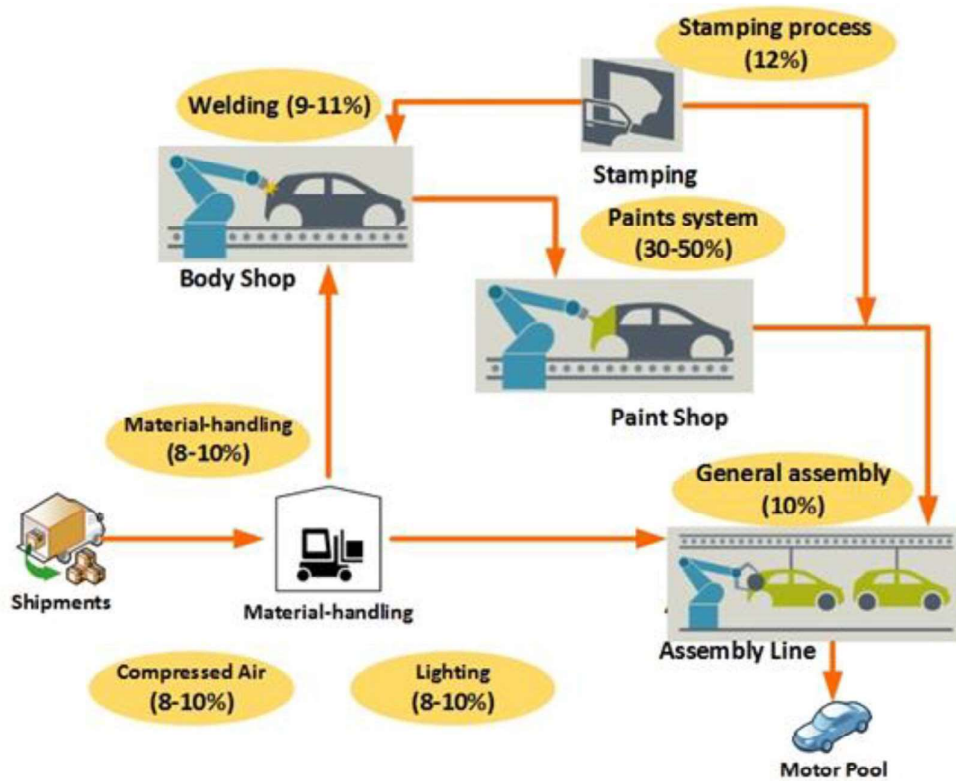 Stamping process
(12%)
Welding (9-11%)
Stamping
Paints system
(30-50%)
Body Shop
Paint Shop
Material-handling
(8-10%)
General assembly
(10%)
Shipments
Material-handling
Assembly Line
Compressed Air
(8-10%)
Lighting
(8-10%)
Motor Pool